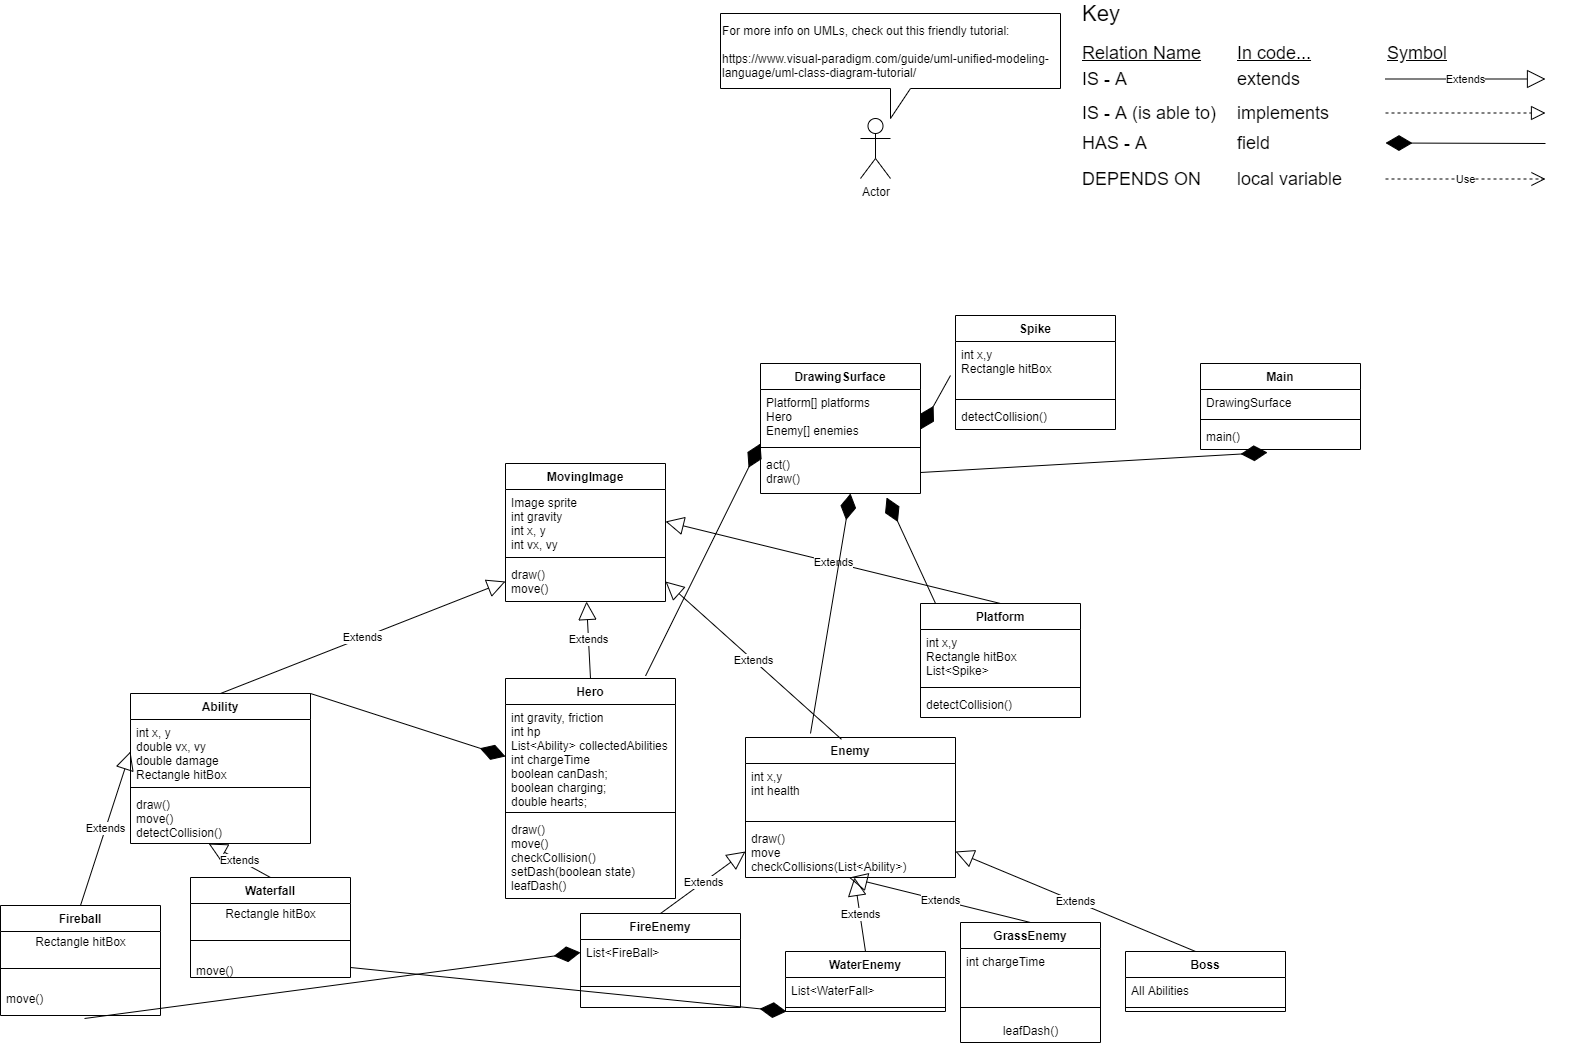 For more info on UMLs, check out this friendly tutorial:
https://www.visual-paradigm.com/guide/uml-unified-modeling-
language/uml-class-diagram-tutorial/
Actor
Key
Relation Name In code... Symbol
IS - A extends Extends
IS - A (is able to) implements
HAS - A field
DEPENDS ON local variable Use
Spike
int x,y
Rectangle hitBox
detectCollision()
DrawingSurface
Platform[] platforms
Hero
Enemy[] enemies
act()
draw()
Main
DrawingSurface
main()
MovingImage
Image sprite
int gravity
int x, y
int vx, vy
draw()
move()
Extends
Extends
Extends
Extends
Platform
int x,y
Rectangle hitBox
List<Spike>
detectCollision()
Ability
int x, y
double vx, vy
double damage
Rectangle hitBox
draw()
move()
detectCollision()
Hero
int gravity, friction
int hp
List<Ability> collectedAbilities
int chargeTime
boolean canDash;
boolean charging;
double hearts;
draw()
move()
checkCollision()
setDash(boolean state)
leafDash()
Enemy
int x,y
int health
draw()
move
checkCollisions(List<Ability>)
Extends
Extends
Extends
Extends
Extends
Extends
Fireball
Rectangle hitBox
move()
Waterfall
Rectangle hitBox
move()
FireEnemy
List<FireBall>
WaterEnemy
List<WaterFall>
GrassEnemy
int chargeTime
leafDash()
Boss
All Abilities